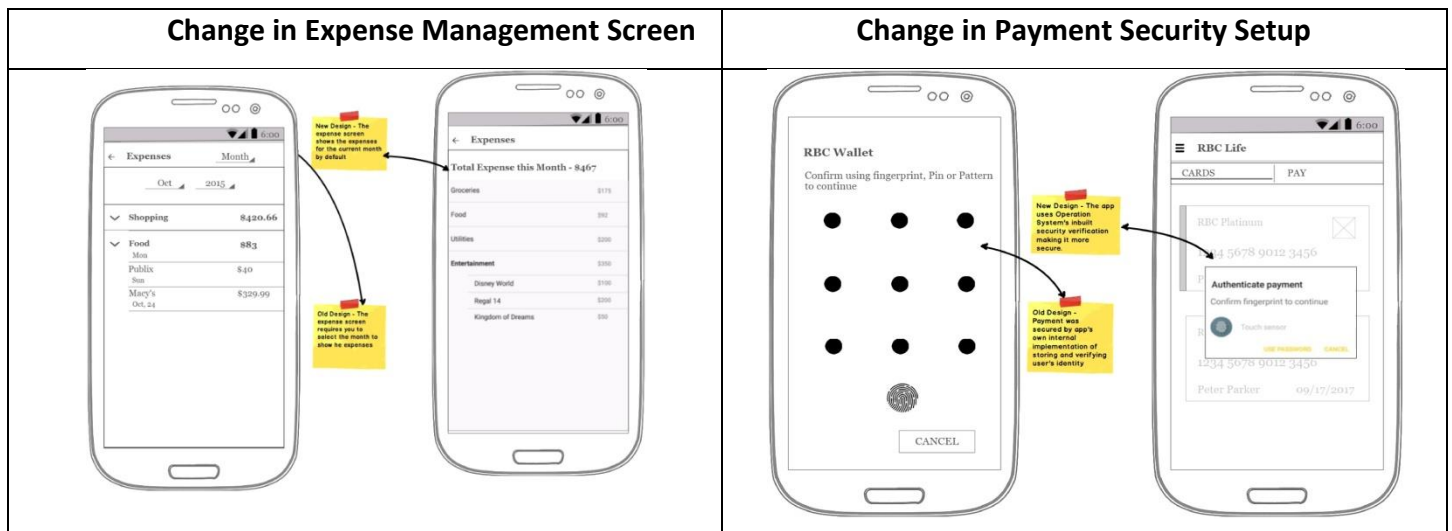 Change in Expense Management Screen
Change in Payment Security Setup
6:00
Expenses
Month
Oct
2015
Shopping
$420.66
Food
$83
Mon
Publix
$40
Sun
Macy's
$329.99
Oct, 24
New Design - The
expense screen
shows the expenses
for the current month
by default
Old Design - The
expense screen
requires you to
select the month to
show he expenses
6:00
Expenses
Total Expense this Month - $467
Groceries
$175
Food
$92
Utilities
$200
Entertainment
$350
Disney World
$100
Regal 14
$200
Kingdom of Dreams
$50
RBC Wallet
Confirm using fingerprint, Pin or Pattern
to continue
CANCEL
New Design - The app
uses Operation
System's inbuilt
security verification
making it more
secure.
Old Design -
Payment was
secured by app's
own internal
implementation of
storing and verifying
user's identity
6:00
RBC Life
CARDS
PAY
RBC Platinum
1234 5678 9012 3456
P
Authenticate payment
Confirm fingerprint to continue
Touch sensor
USE PASSWORD
CANCEL
R
1234 5678 9012 3456
Peter Parker
09/17/2017